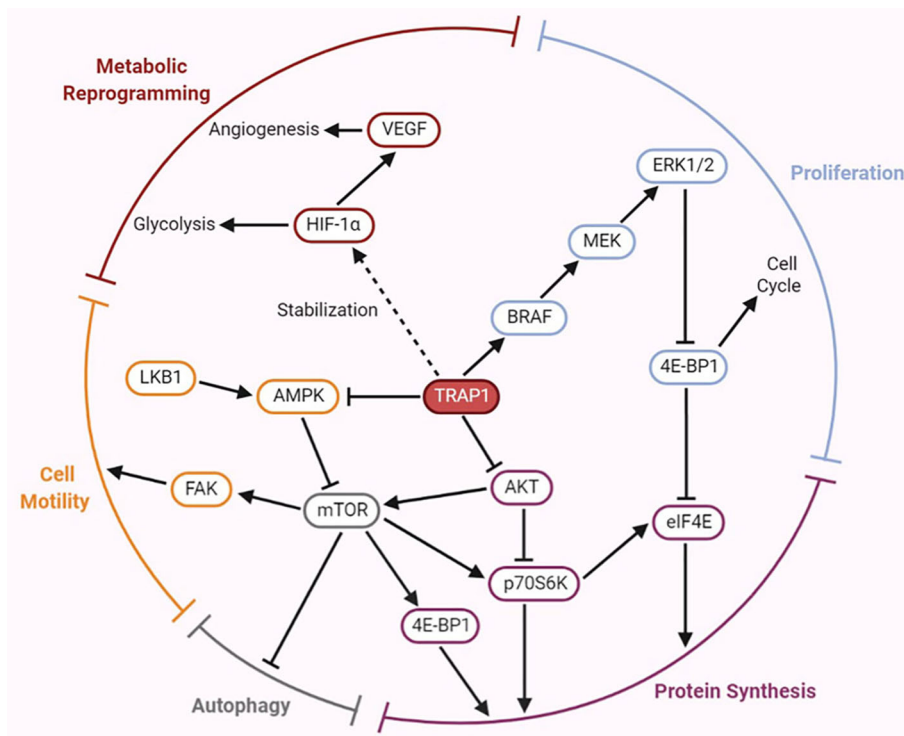 Metabolic
Reprogramming
Angiogenesis
VEGF
ERK1/2
Proliferation
Glycolysis
HIF-1α
MEK
Cell
Cycle
Stabilization
BRAF
4E-BP1
LKB1
AMPK
TRAP1
Cell
Motility
FAK
mTOR
AKT
eIF4E
p70S6K
4E-BP1
Autophagy
Protein Synthesis